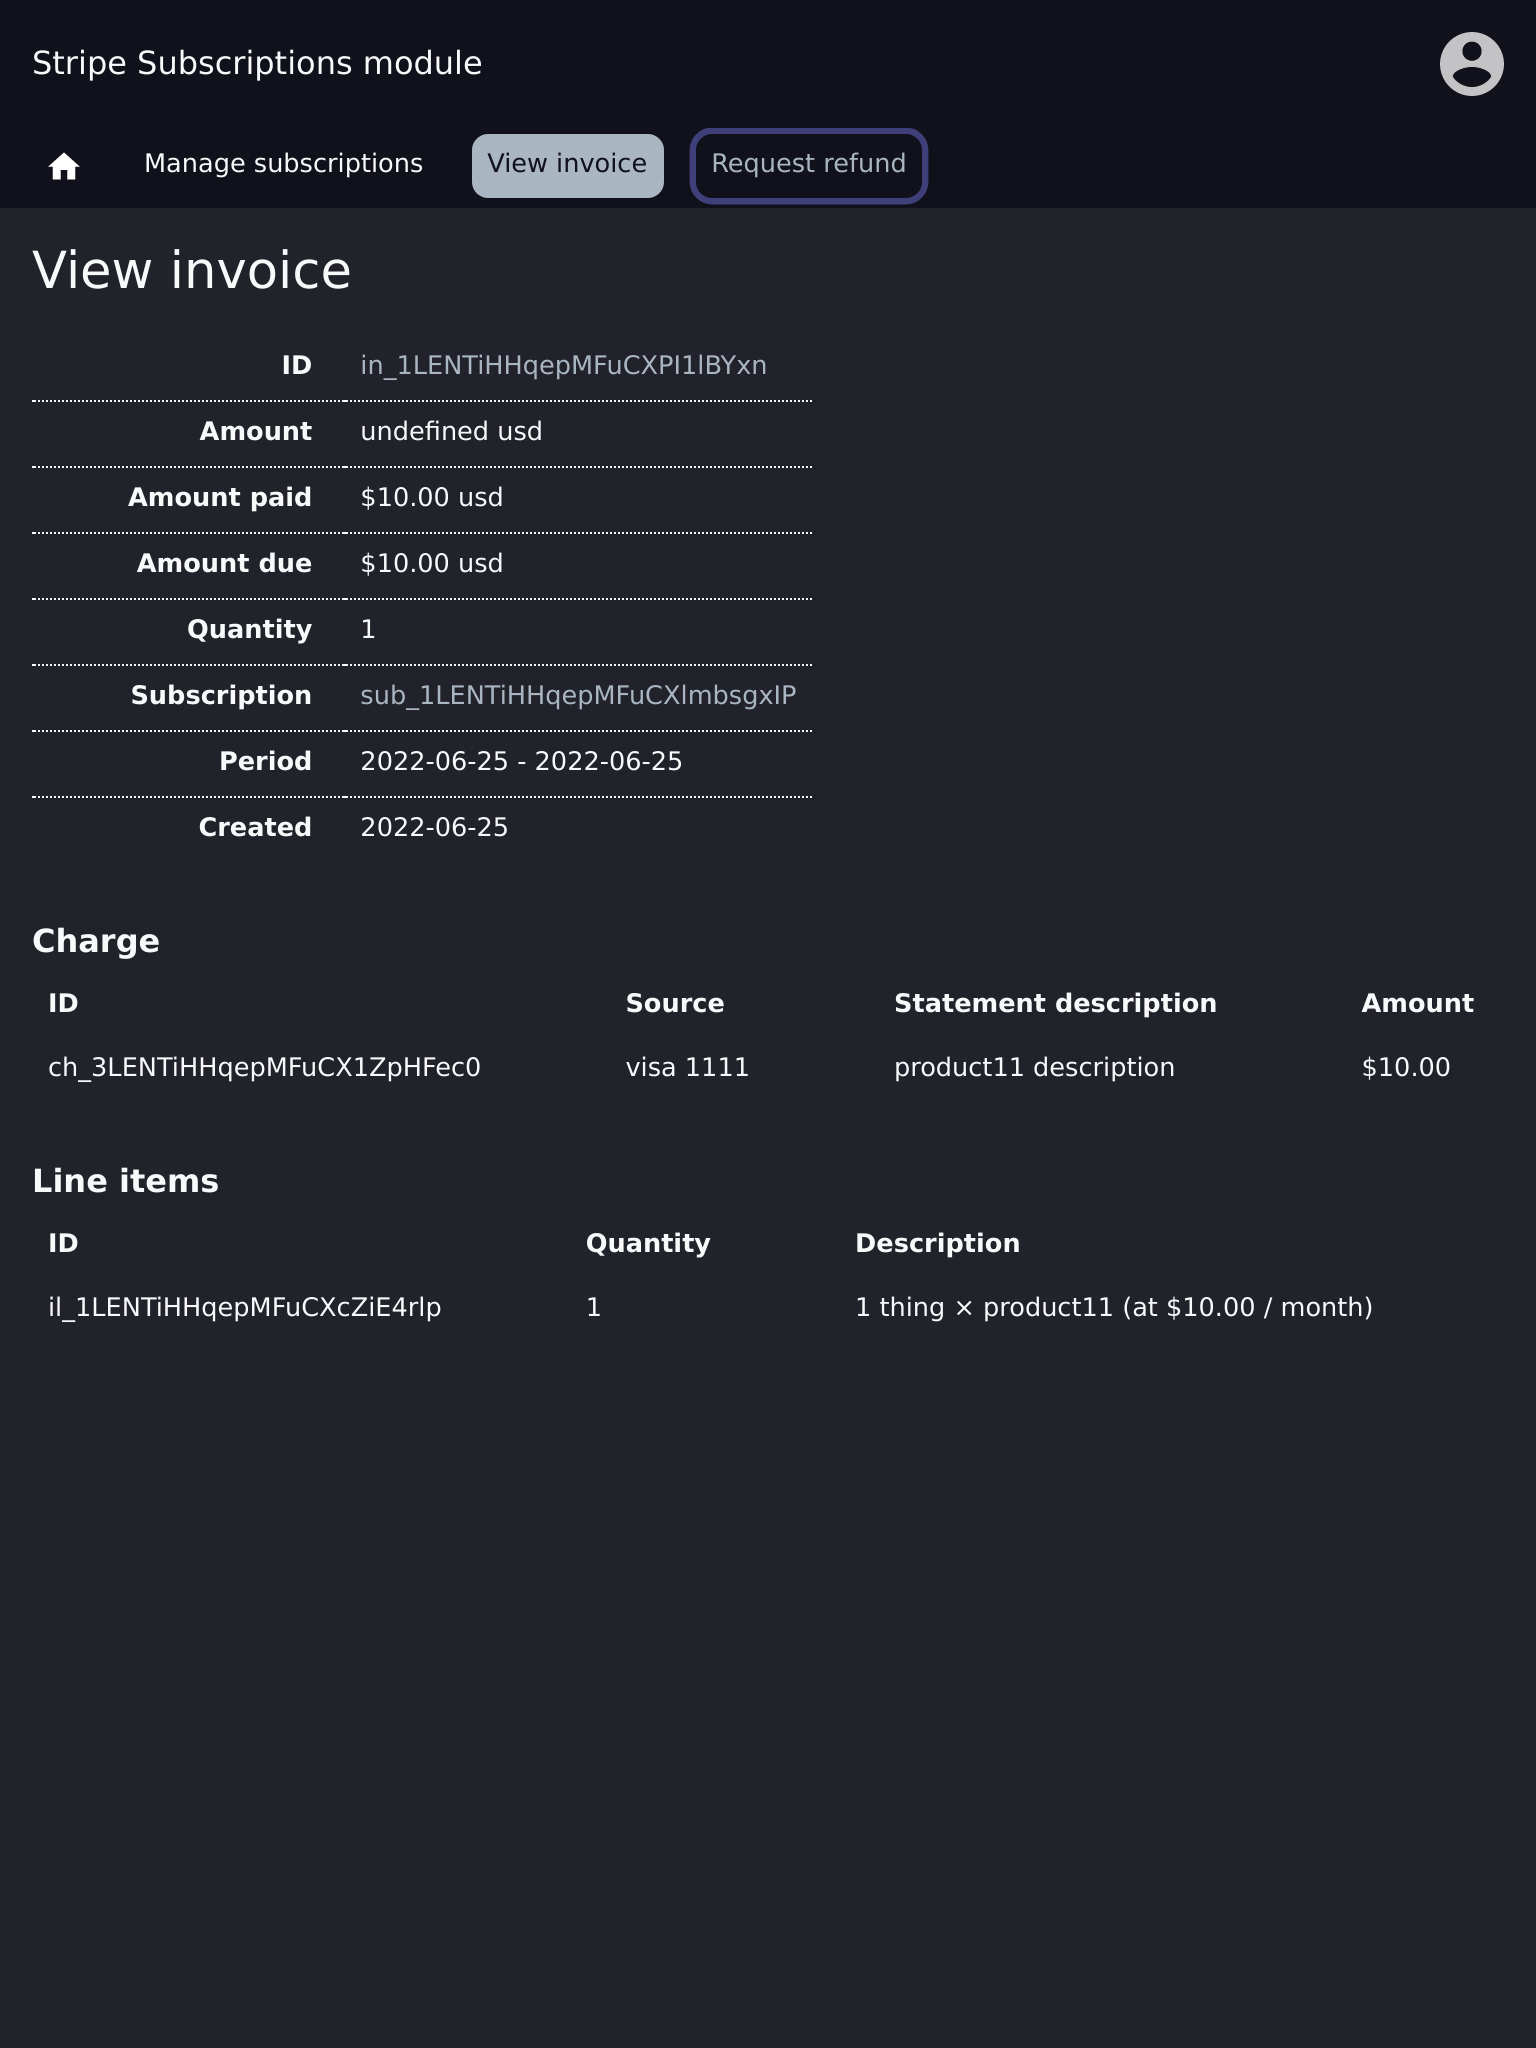 Stripe Subscriptions module
Manage subscriptions View invoice Request refund
View invoice
ID in_1LENTiHHqepMFuCXPI1lBYxn
Amount undefined usd
Amount paid $10.00 usd
Amount due $10.00 usd
Quantity 1
Subscription sub_1LENTiHHqepMFuCXlmbsgxlP
Period 2022-06-25 - 2022-06-25
Created 2022-06-25
Charge
ID Source Statement description Amount
ch_3LENTiHHqepMFuCX1ZpHFec0 visa 1111 product11 description $10.00
Line items
ID Quantity Description
il_1LENTiHHqepMFuCXcZiE4rlp 1 1 thing × product11 (at $10.00 / month)